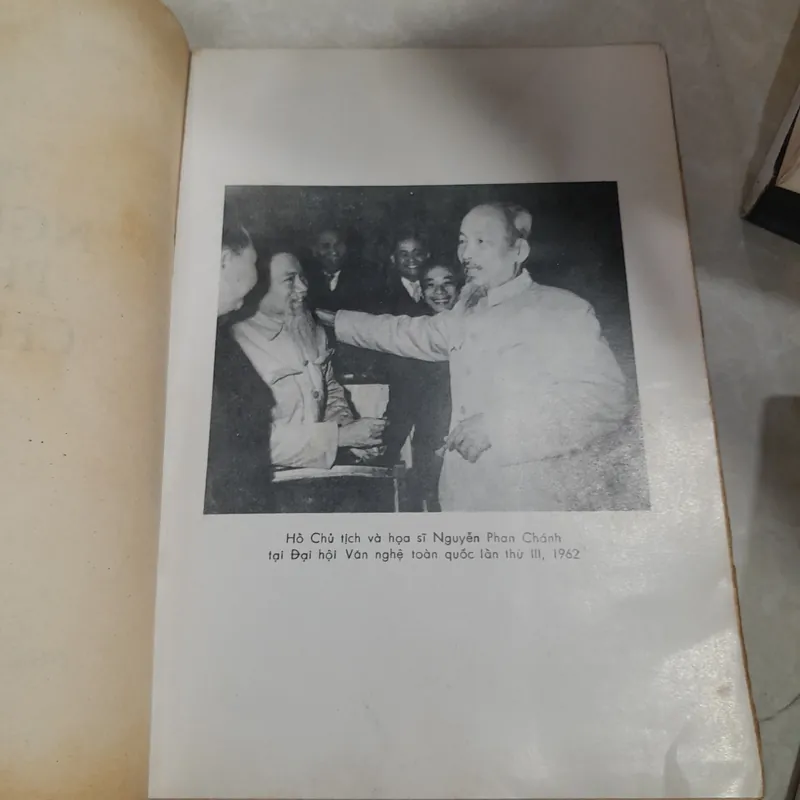 Hồ Chủ tịch và họa sĩ Nguyễn Phan Chánh
tại Đại hội Văn nghệ toàn quốc lần thứ III, 1962